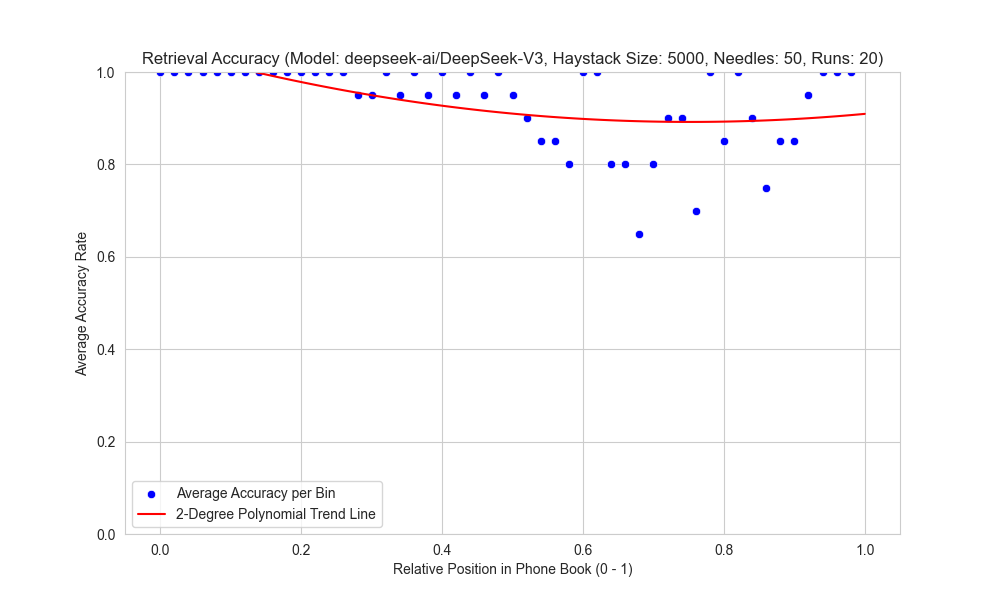 Retrieval Accuracy (Model: deepseek-ai/DeepSeek-V3, Haystack Size: 5000, Needles: 50, Runs: 20)
1.0
0.8
0.6
0.4
0.2
0.0
Average Accuracy Rate
Average Accuracy per Bin
2-Degree Polynomial Trend Line
0.0 0.2 0.4 0.6 0.8 1.0
Relative Position in Phone Book (0 - 1)